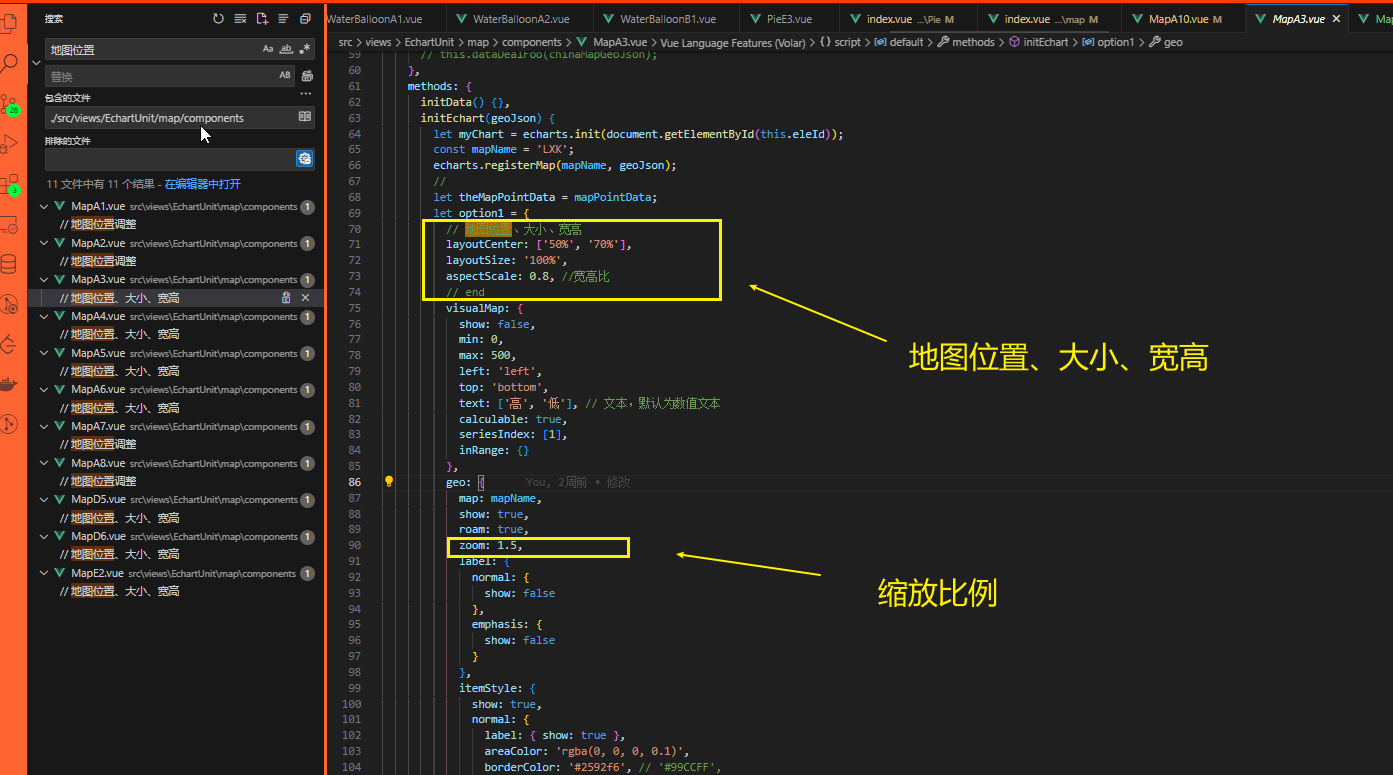 搜索
地图位置
Aa
ab
替换
AB
包含的文件
./src/views/EchartUnit/map/components
排除的文件
11 文件中有 11 个结果 - 在编辑器中打开
MapA1.vue src\views\EchartUnit\map\components 1
// 地图位置调整
MapA2.vue src\views\EchartUnit\map\components 1
// 地图位置调整
MapA3.vue src\views\EchartUnit\map\components 1
// 地图位置、大小、宽高
MapA4.vue src\views\EchartUnit\map\components 1
// 地图位置、大小、宽高
MapA5.vue src\views\EchartUnit\map\components 1
// 地图位置、大小、宽高
MapA6.vue src\views\EchartUnit\map\components 1
// 地图位置、大小、宽高
MapA7.vue src\views\EchartUnit\map\components 1
// 地图位置调整
MapA8.vue src\views\EchartUnit\map\components 1
// 地图位置调整
MapD5.vue src\views\EchartUnit\map\components 1
// 地图位置、大小、宽高
MapD6.vue src\views\EchartUnit\map\components 1
// 地图位置、大小、宽高
MapE2.vue src\views\EchartUnit\map\components 1
// 地图位置、大小、宽高
28
3
WaterBalloonA1.vue WaterBalloonA2.vue WaterBalloonB1.vue PieE3.vue index.vue ...\Pie M index.vue ...\map M MapA10.vue M MapA3.vue
src > views > EchartUnit > map > components > MapA3.vue > Vue Language Features (Volar) > {} script > default > methods > initEchart > option1 > geo
59 // this.dataDealFoo(chinaMapGeoJson);
60 },
61 methods: {
62 initData() {},
63 initEchart(geoJson) {
64 let myChart = echarts.init(document.getElementById(this.eleId));
65 const mapName = 'LXK';
66 echarts.registerMap(mapName, geoJson);
67 //
68 let theMapPointData = mapPointData;
69 let option1 = {
70 // 地图位置、大小、宽高
71 layoutCenter: ['50%', '70%'],
72 layoutSize: '100%',
73 aspectScale: 0.8, //宽高比
74 // end
75 visualMap: {
76 show: false,
77 min: 0,
78 max: 500,
79 left: 'left',
80 top: 'bottom',
81 text: ['高', '低'], // 文本，默认为数值文本
82 calculable: true,
83 seriesIndex: [1],
84 inRange: {}
85 },
86 geo: { You, 2周前 • 修改
87 map: mapName,
88 show: true,
89 roam: true,
90 zoom: 1.5,
91 label: {
92 normal: {
93 show: false
94 },
95 emphasis: {
96 show: false
97 }
98 },
99 itemStyle: {
100 show: true,
101 normal: {
102 label: { show: true },
103 areaColor: 'rgba(0, 0, 0, 0.1)',
104 borderColor: '#2592f6', // '#99CCFF',
地图位置、大小、宽高
缩放比例